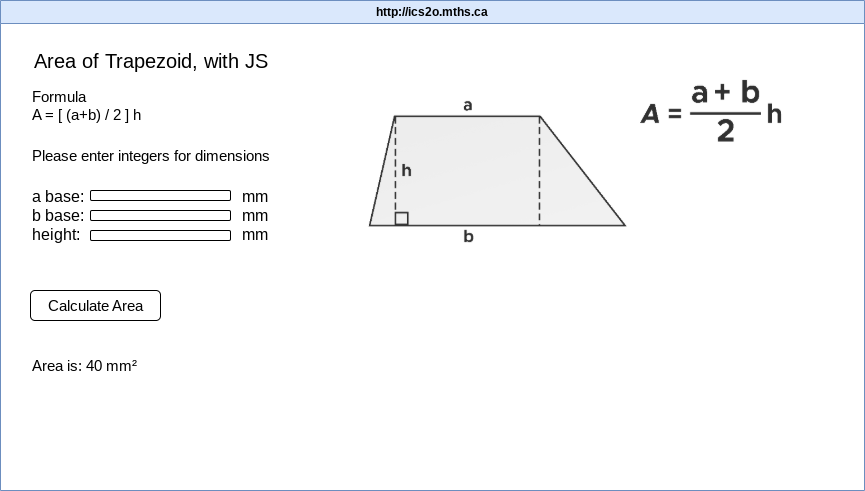 http://ics2o.mths.ca
Area of Trapezoid, with JS
Formula
A = [ (a+b) / 2 ] h
Please enter integers for dimensions
a base: mm
b base: mm
height: mm
Calculate Area
Area is: 40 mm²
a
h
b
A = a + b / 2 h